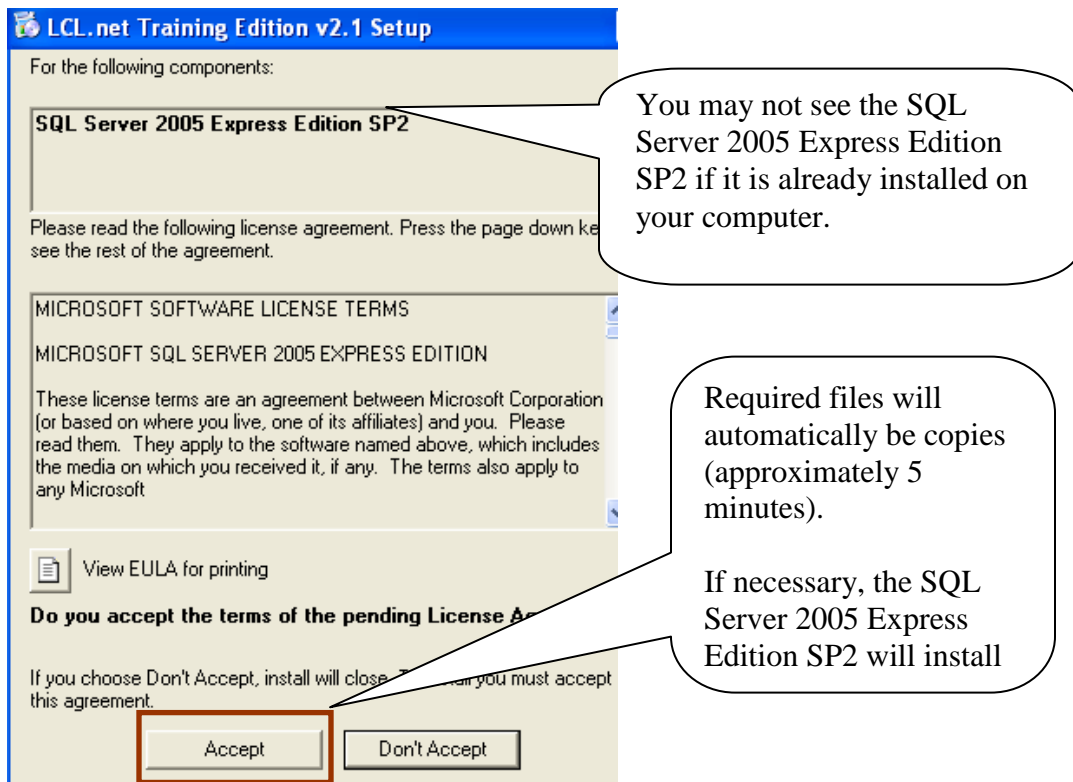 LCL.net Training Edition v2.1 Setup
For the following components:
SQL Server 2005 Express Edition SP2
You may not see the SQL
Server 2005 Express Edition
SP2 if it is already installed on
your computer.
Please read the following license agreement. Press the page down ke
see the rest of the agreement.
MICROSOFT SOFTWARE LICENSE TERMS
MICROSOFT SQL SERVER 2005 EXPRESS EDITION
These license terms are an agreement between Microsoft Corporation
(or based on where you live, one of its affiliates) and you. Please
read them. They apply to the software named above, which includes
the media on which you received it, if any. The terms also apply to
any Microsoft
Required files will
automatically be copies
(approximately 5
minutes).
If necessary, the SQL
Server 2005 Express
Edition SP2 will install
View EULA for printing
Do you accept the terms of the pending License
If you choose Don't Accept, install will close. you must accept
this agreement.
Accept
Don't Accept